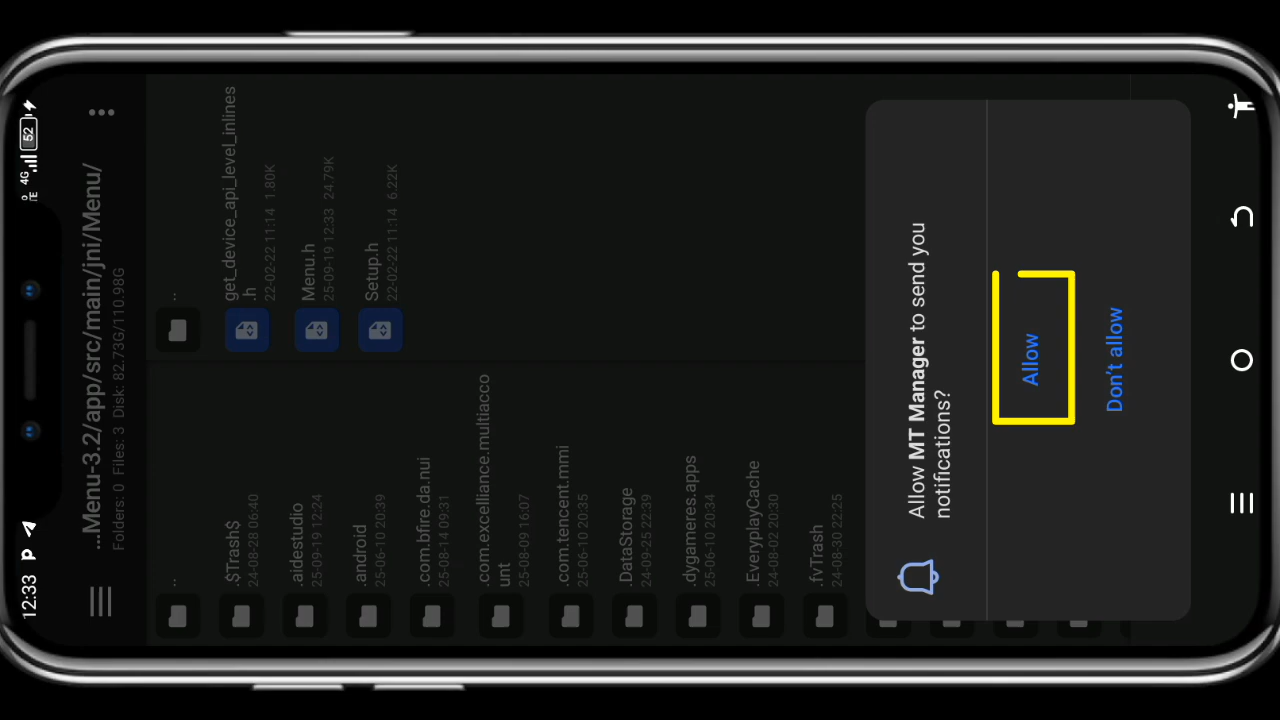 12:33
4G
52
...Menu-3.2/app/src/main/jni/Menu/
Folders: 0 Files: 3 Disk: 82.73G/110.98G
..
.$Trash$
24-08-28 06:40
.aidestudio
25-09-19 12:24
.android
25-06-10 20:39
.com.bfire.da.nui
25-08-14 09:31
.com.excelliance.multiacco
unt
25-08-09 16:07
.com.tencent.mmi
25-06-10 20:35
.DataStorage
24-09-25 22:39
.dygameres.apps
25-06-10 20:34
.EveryplayCache
24-08-02 20:30
.fvTrash
24-08-30 22:25
..
get_device_api_level_inlines
.h
22-02-22 11:14 1.80K
Menu.h
25-09-19 12:33 24.79K
Setup.h
22-02-22 11:14 6.22K
Allow MT Manager to send you
notifications?
Allow
Don't allow